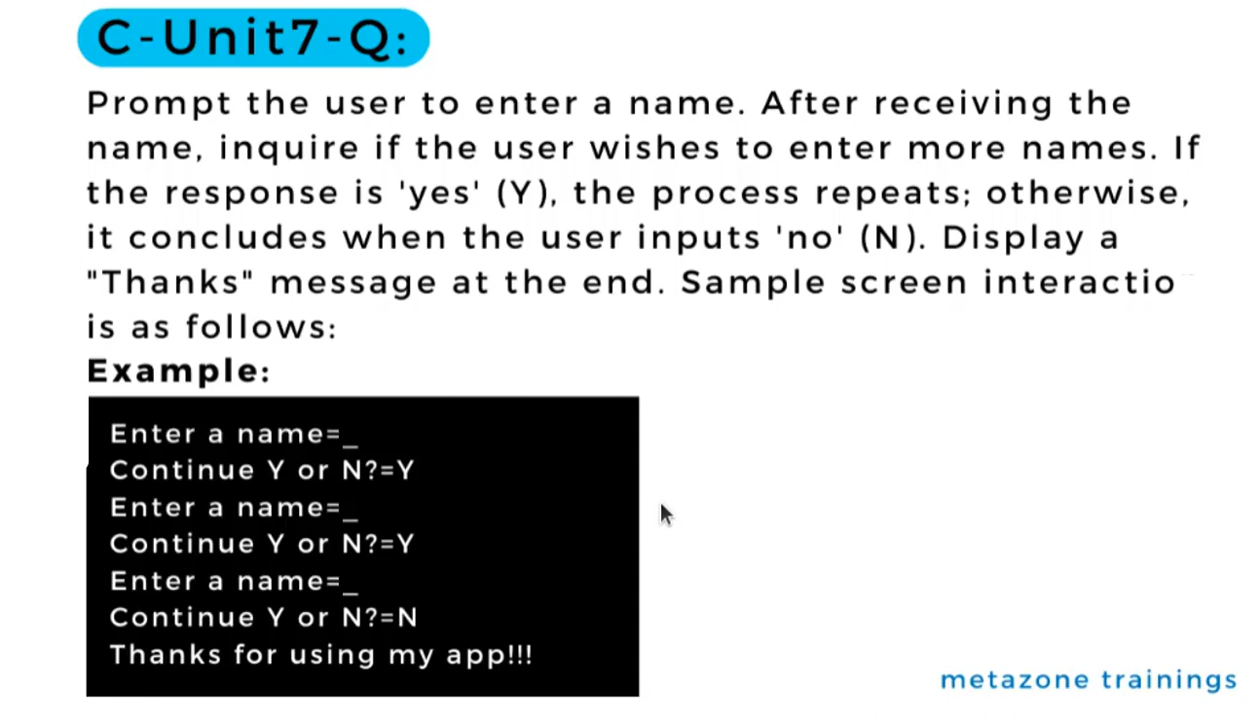 C-Unit7-Q:
Prompt the user to enter a name. After receiving the
name, inquire if the user wishes to enter more names. If
the response is 'yes' (Y), the process repeats; otherwise,
it concludes when the user inputs 'no' (N). Display a
"Thanks" message at the end. Sample screen interactio
is as follows:
Example:
Enter a name=_
Continue Y or N?=Y
Enter a name=_
Continue Y or N?=Y
Enter a name=_
Continue Y or N?=N
Thanks for using my app!!!
metazone trainings